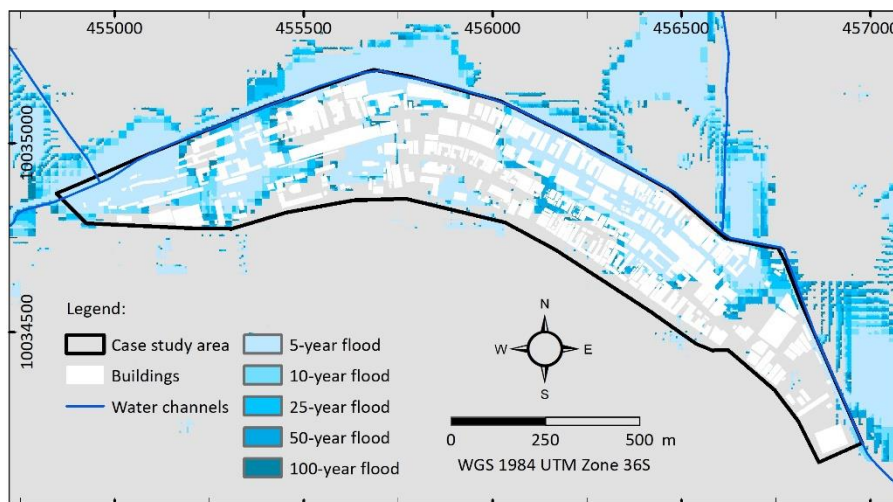 455000 455500 456000 456500 457000
10035000
10034500
Legend:
Case study area
Buildings
Water channels
5-year flood
10-year flood
25-year flood
50-year flood
100-year flood
N
W E
S
0 250 500 m
WGS 1984 UTM Zone 36S